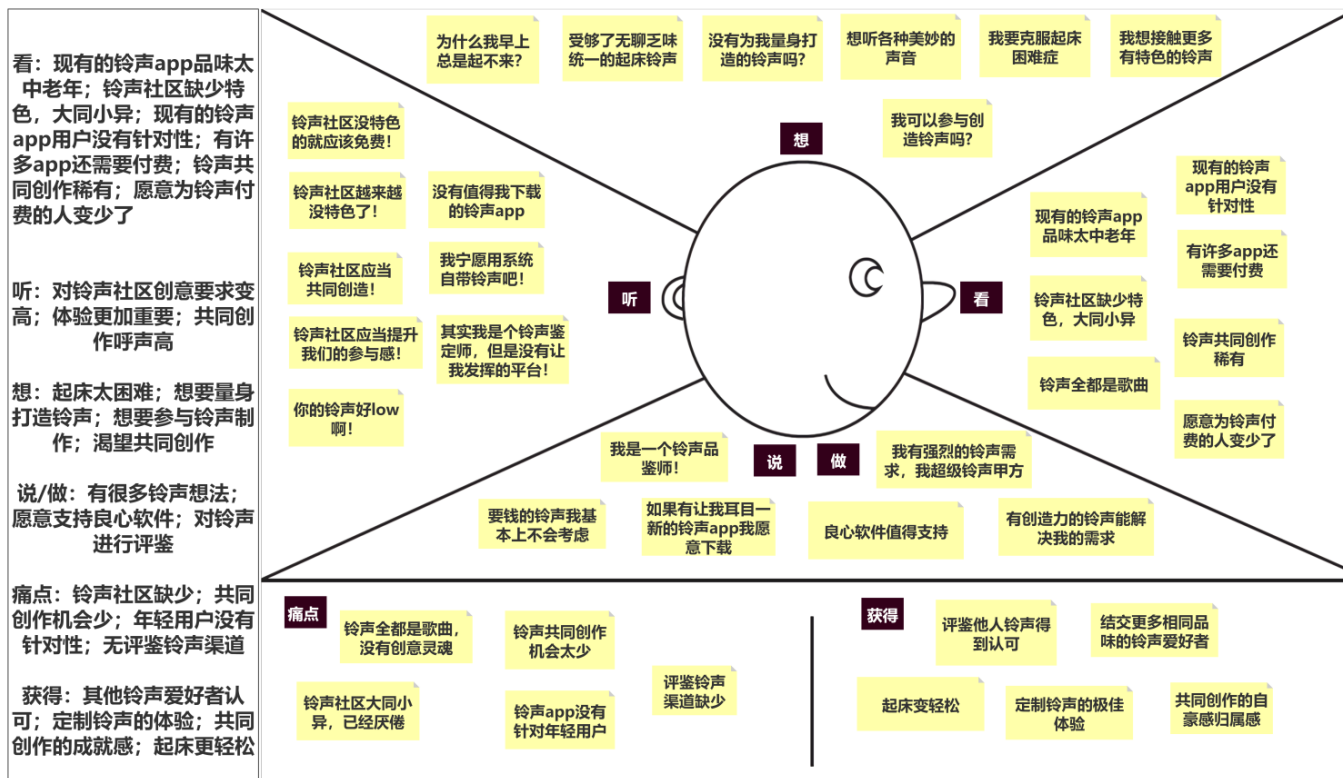 看：现有的铃声app品味太
中老年；铃声社区缺少特
色，大同小异；现有的铃声
app用户没有针对性；有许
多app还需要付费；铃声共
同创作稀有；愿意为铃声付
费的人变少了
听：对铃声社区创意要求变
高；体验更加重要；共同创
作呼声高
想：起床太困难；想要量身
打造铃声；想要参与铃声制
作；渴望共同创作
说/做：有很多铃声想法；
愿意支持良心软件；对铃声
进行评鉴
痛点：铃声社区缺少；共同
创作机会少；年轻用户没有
针对性；无评鉴铃声渠道
获得：其他铃声爱好者认
可；定制铃声的体验；共同
创作的成就感；起床更轻松
为什么我早上
总是起不来？
受够了无聊乏味
统一的起床铃声
没有为我量身打
造的铃声吗？
想听各种美妙的
声音
我要克服起床
困难症
我想接触更多
有特色的铃声
我可以参与创
造铃声吗？
想
铃声社区没特色
的就应该免费！
铃声社区越来越
没特色了！
没有值得我下载
的铃声app
铃声社区应当
共同创造！
我宁愿用系统
自带铃声吧！
铃声社区应当提升
我们的参与感！
其实我是个铃声鉴
定师，但是没有让
我发挥的平台！
你的铃声好low
啊！
听
看
现有的铃声
app用户没有
针对性
现有的铃声app
品味太中老年
有许多app还
需要付费
铃声社区缺少特
色，大同小异
铃声共同创作
稀有
铃声全都是歌曲
愿意为铃声付
费的人变少了
说
做
我是一个铃声品
鉴师！
我有强烈的铃声需
求，我超级铃声甲方
要钱的铃声我基
本上不会考虑
如果有让我耳目一
新的铃声app我愿
意下载
良心软件值得支持
有创造力的铃声能解
决我的需求
痛点
铃声全都是歌曲，
没有创意灵魂
铃声共同创作
机会太少
评鉴铃声
渠道缺少
铃声社区大同小
异，已经厌倦
铃声app没有
针对年轻用户
获得
评鉴他人铃声得
到认可
结交更多相同品
味的铃声爱好者
起床变轻松
定制铃声的极佳
体验
共同创作的自
豪感归属感